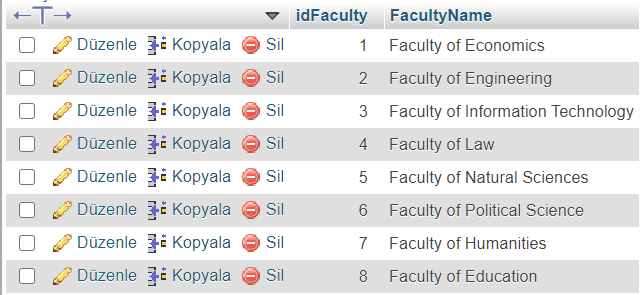 idFaculty FacultyName
Düzenle Kopyala Sil 1 Faculty of Economics
Düzenle Kopyala Sil 2 Faculty of Engineering
Düzenle Kopyala Sil 3 Faculty of Information Technology
Düzenle Kopyala Sil 4 Faculty of Law
Düzenle Kopyala Sil 5 Faculty of Natural Sciences
Düzenle Kopyala Sil 6 Faculty of Political Science
Düzenle Kopyala Sil 7 Faculty of Humanities
Düzenle Kopyala Sil 8 Faculty of Education